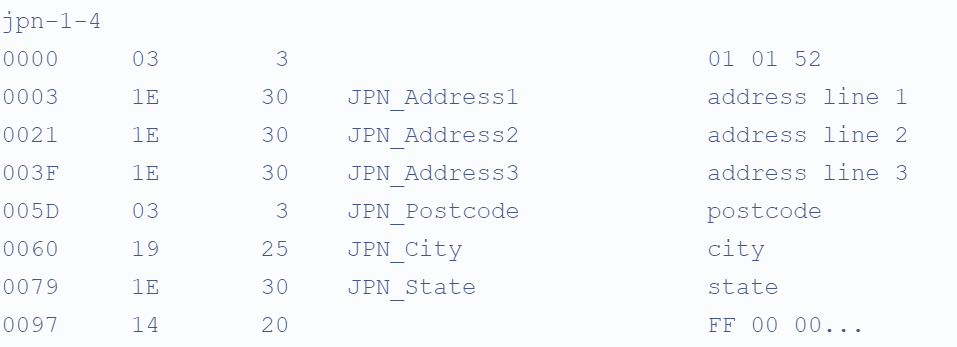 jpn-1-4
0000 03 3 01 01 52
0003 1E 30 JPN_Address1 address line 1
0021 1E 30 JPN_Address2 address line 2
003F 1E 30 JPN_Address3 address line 3
005D 03 3 JPN_Postcode postcode
0060 19 25 JPN_City city
0079 1E 30 JPN_State state
0097 14 20 FF 00 00...